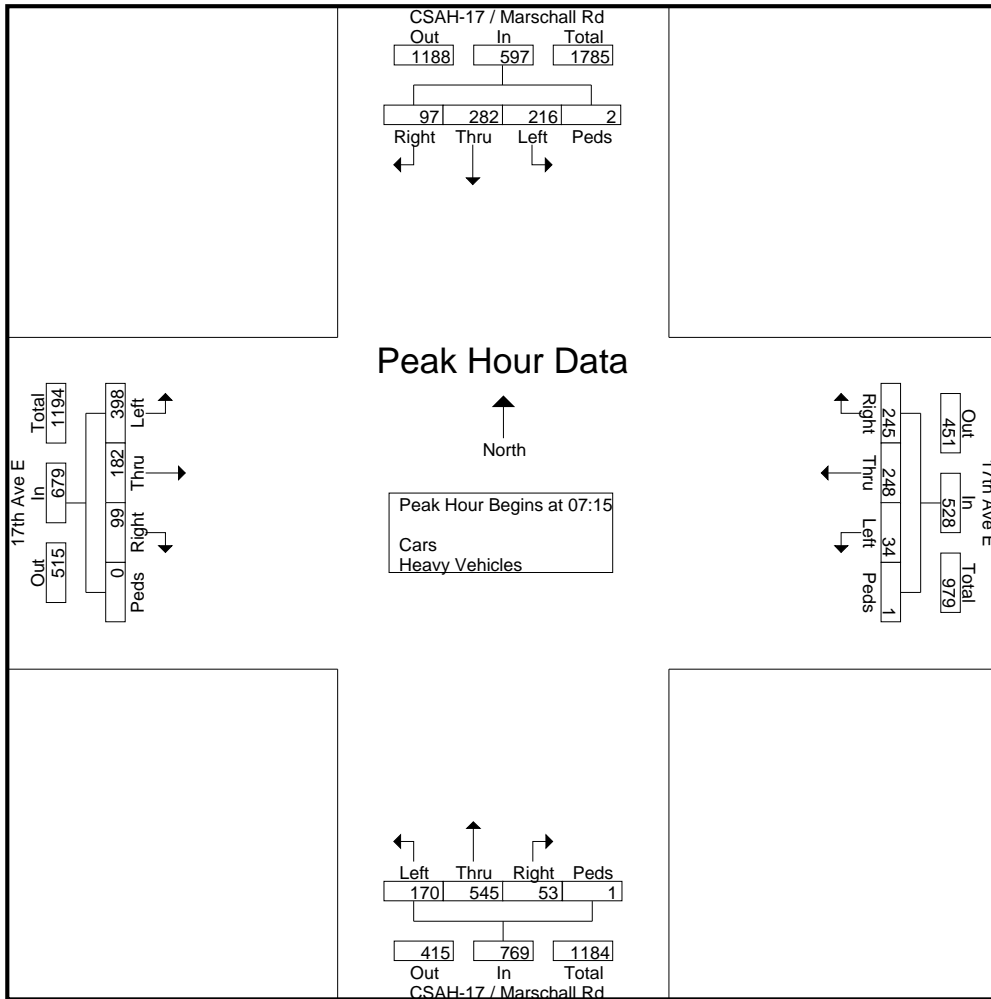 CSAH-17 / Marschall Rd
Out In Total
1188 597 1785
97 282 216 2
Right Thru Left Peds
Peak Hour Data
North
Peak Hour Begins at 07:15
Cars
Heavy Vehicles
17th Ave E
Total In Out
1194 679 515
398 182 99 0
Left Thru Right Peds
17th Ave E
Out In Total
451 528 979
245 248 34 1
Right Thru Left Peds
Left Thru Right Peds
170 545 53 1
415 769 1184
Out In Total
CSAH-17 / Marschall Rd